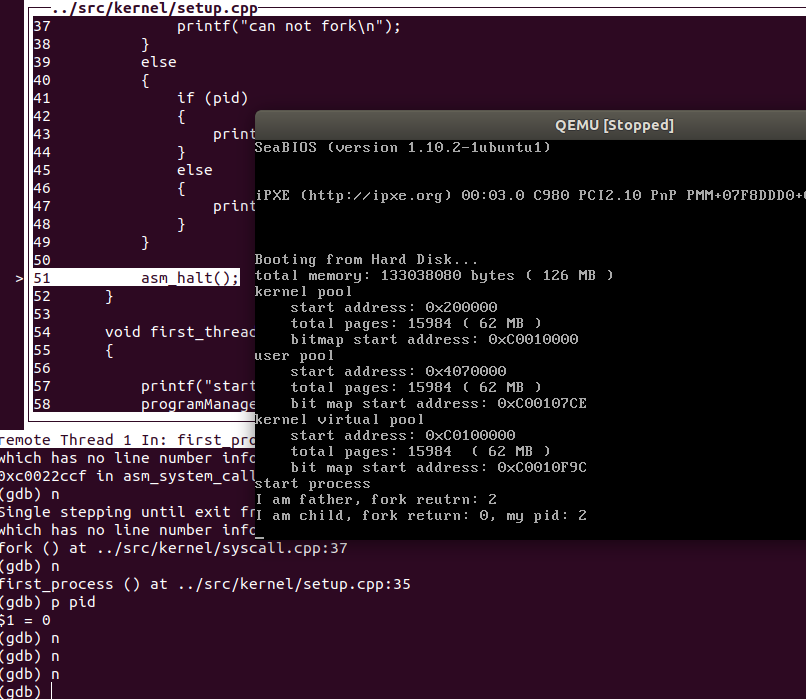 ../src/kernel/setup.cpp
37 printf("can not fork\n");
38 }
39 else
40 {
41 if (pid)
42 {
43 print
44 }
45 else
46 {
47 print
48 }
49 }
50
> 51 asm_halt();
52 }
53
54 void first_thread
55 {
56
57 printf("start
58 programManage
remote Thread 1 In: first_pro
which has no line number info
0xc0022ccf in asm_system_call
(gdb) n
Single stepping until exit fr
which has no line number info
fork () at ../src/kernel/syscall.cpp:37
(gdb) n
first_process () at ../src/kernel/setup.cpp:35
(gdb) p pid
$1 = 0
(gdb) n
(gdb) n
(gdb) n
(gdb)
QEMU [Stopped]
SeaBIOS (version 1.10.2-1ubuntu1)
iPXE (http://ipxe.org) 00:03.0 C980 PCI2.10 PnP PMM+07F8DDD0+
Booting from Hard Disk...
total memory: 133038080 bytes ( 126 MB )
kernel pool
start address: 0x200000
total pages: 15984 ( 62 MB )
bitmap start address: 0xC0010000
user pool
start address: 0x4070000
total pages: 15984 ( 62 MB )
bit map start address: 0xC00107CE
kernel virtual pool
start address: 0xC0100000
total pages: 15984 ( 62 MB )
bit map start address: 0xC0010F9C
start process
I am father, fork reutrn: 2
I am child, fork return: 0, my pid: 2